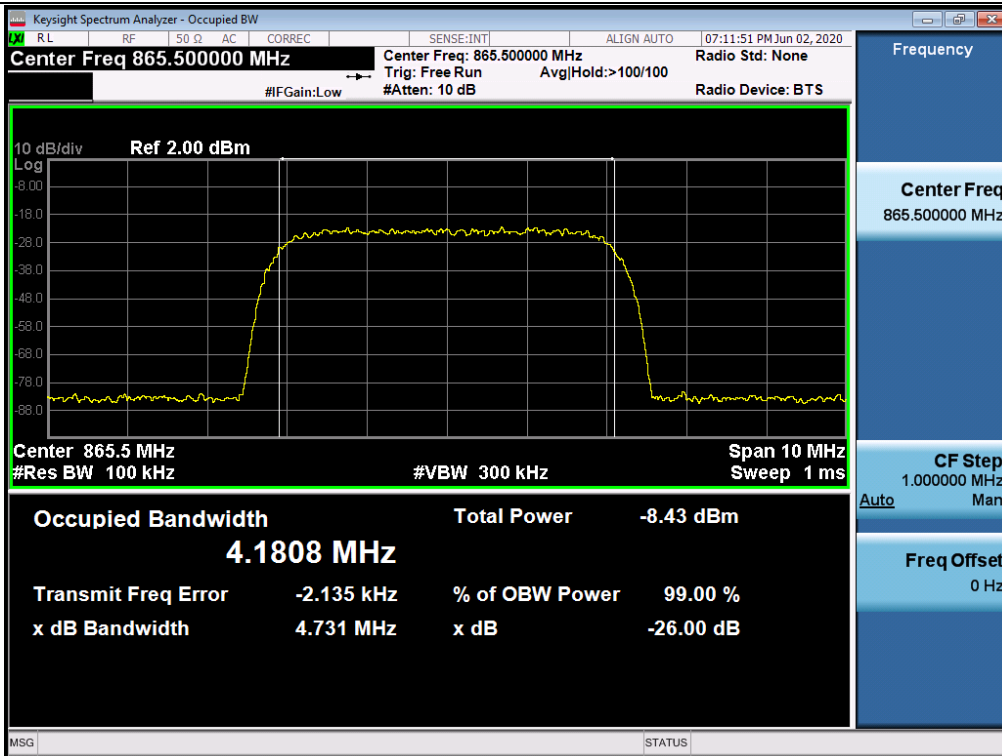 Keysight Spectrum Analyzer - Occupied BW
LXI RL RF 50 Ω AC CORREC SENSE:INT ALIGN AUTO 07:11:51 PM Jun 02, 2020
Center Freq 865.500000 MHz
Center Freq: 865.500000 MHz Radio Std: None
Trig: Free Run Avg|Hold:>100/100
#IFGain:Low #Atten: 10 dB Radio Device: BTS
10 dB/div Ref 2.00 dBm
Log
-8.00
-18.0
-28.0
-38.0
-48.0
-58.0
-68.0
-78.0
-88.0
Center 865.5 MHz Span 10 MHz
#Res BW 100 kHz #VBW 300 kHz Sweep 1 ms
Occupied Bandwidth Total Power -8.43 dBm
4.1808 MHz
Transmit Freq Error -2.135 kHz % of OBW Power 99.00 %
x dB Bandwidth 4.731 MHz x dB -26.00 dB
MSG STATUS
Frequency
Center Freq
865.500000 MHz
CF Step
1.000000 MHz
Auto Man
Freq Offset
0 Hz